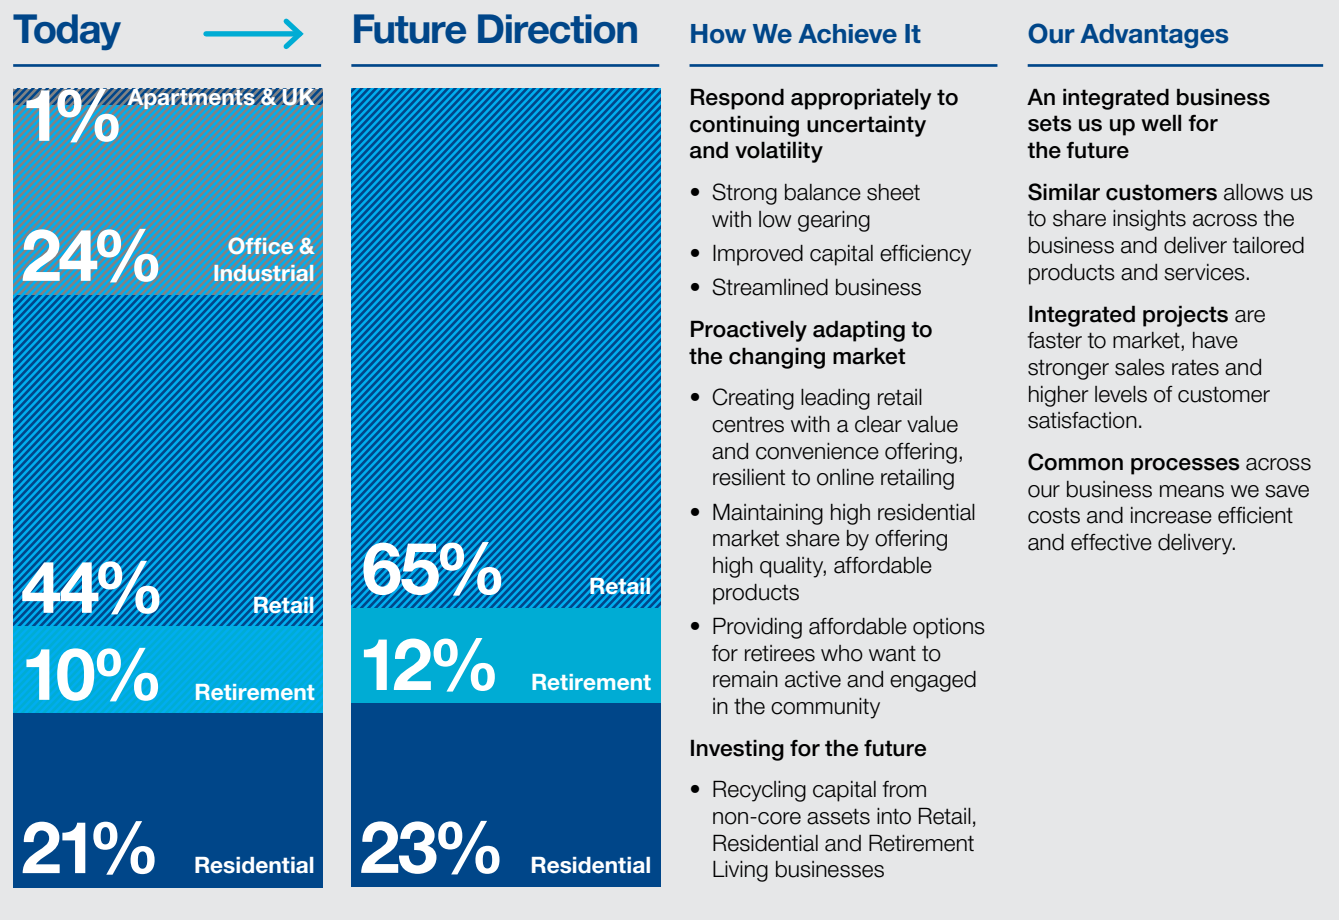 Today
1%
Apartments & UK
24%
Office &
Industrial
44%
Retail
10%
Retirement
21%
Residential
Future Direction
65%
Retail
12%
Retirement
23%
Residential
How We Achieve It
Respond appropriately to
continuing uncertainty
and volatility
• Strong balance sheet
with low gearing
• Improved capital efficiency
• Streamlined business
Proactively adapting to
the changing market
• Creating leading retail
centres with a clear value
and convenience offering,
resilient to online retailing
• Maintaining high residential
market share by offering
high quality, affordable
products
• Providing affordable options
for retirees who want to
remain active and engaged
in the community
Investing for the future
• Recycling capital from
non-core assets into Retail,
Residential and Retirement
Living businesses
Our Advantages
An integrated business
sets us up well for
the future
Similar customers allows us
to share insights across the
business and deliver tailored
products and services.
Integrated projects are
faster to market, have
stronger sales rates and
higher levels of customer
satisfaction.
Common processes across
our business means we save
costs and increase efficient
and effective delivery.